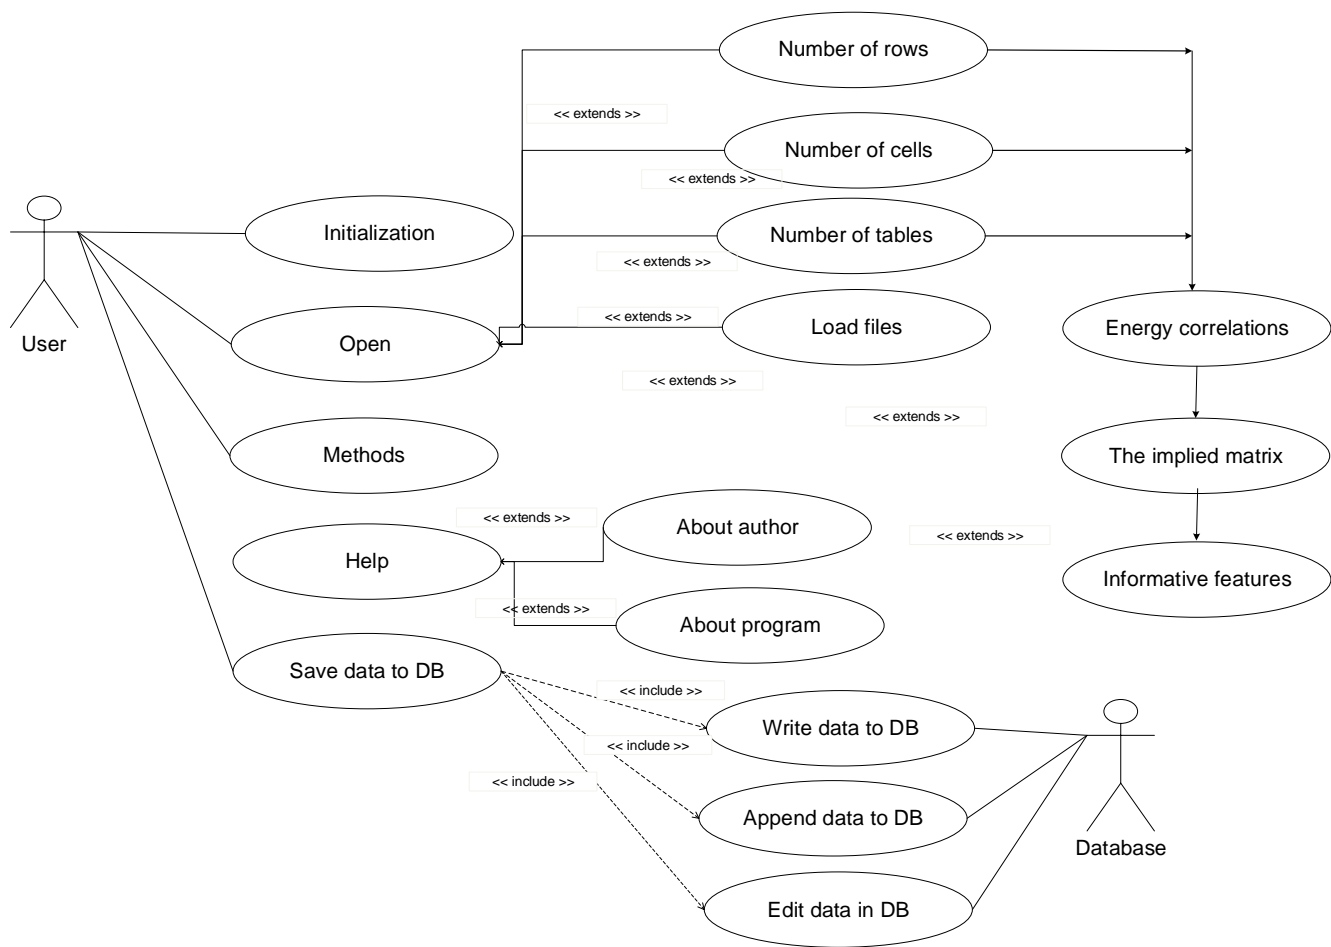 Number of rows
<< extends >>
Number of cells
<< extends >>
Initialization
Number of tables
<< extends >>
<< extends >>
Load files
Energy correlations
User
Open
<< extends >>
<< extends >>
Methods
The implied matrix
<< extends >>
About author
<< extends >>
Help
Informative features
<< extends >>
About program
Save data to DB
<< include >>
Write data to DB
<< include >>
<< include >>
Append data to DB
Database
Edit data in DB